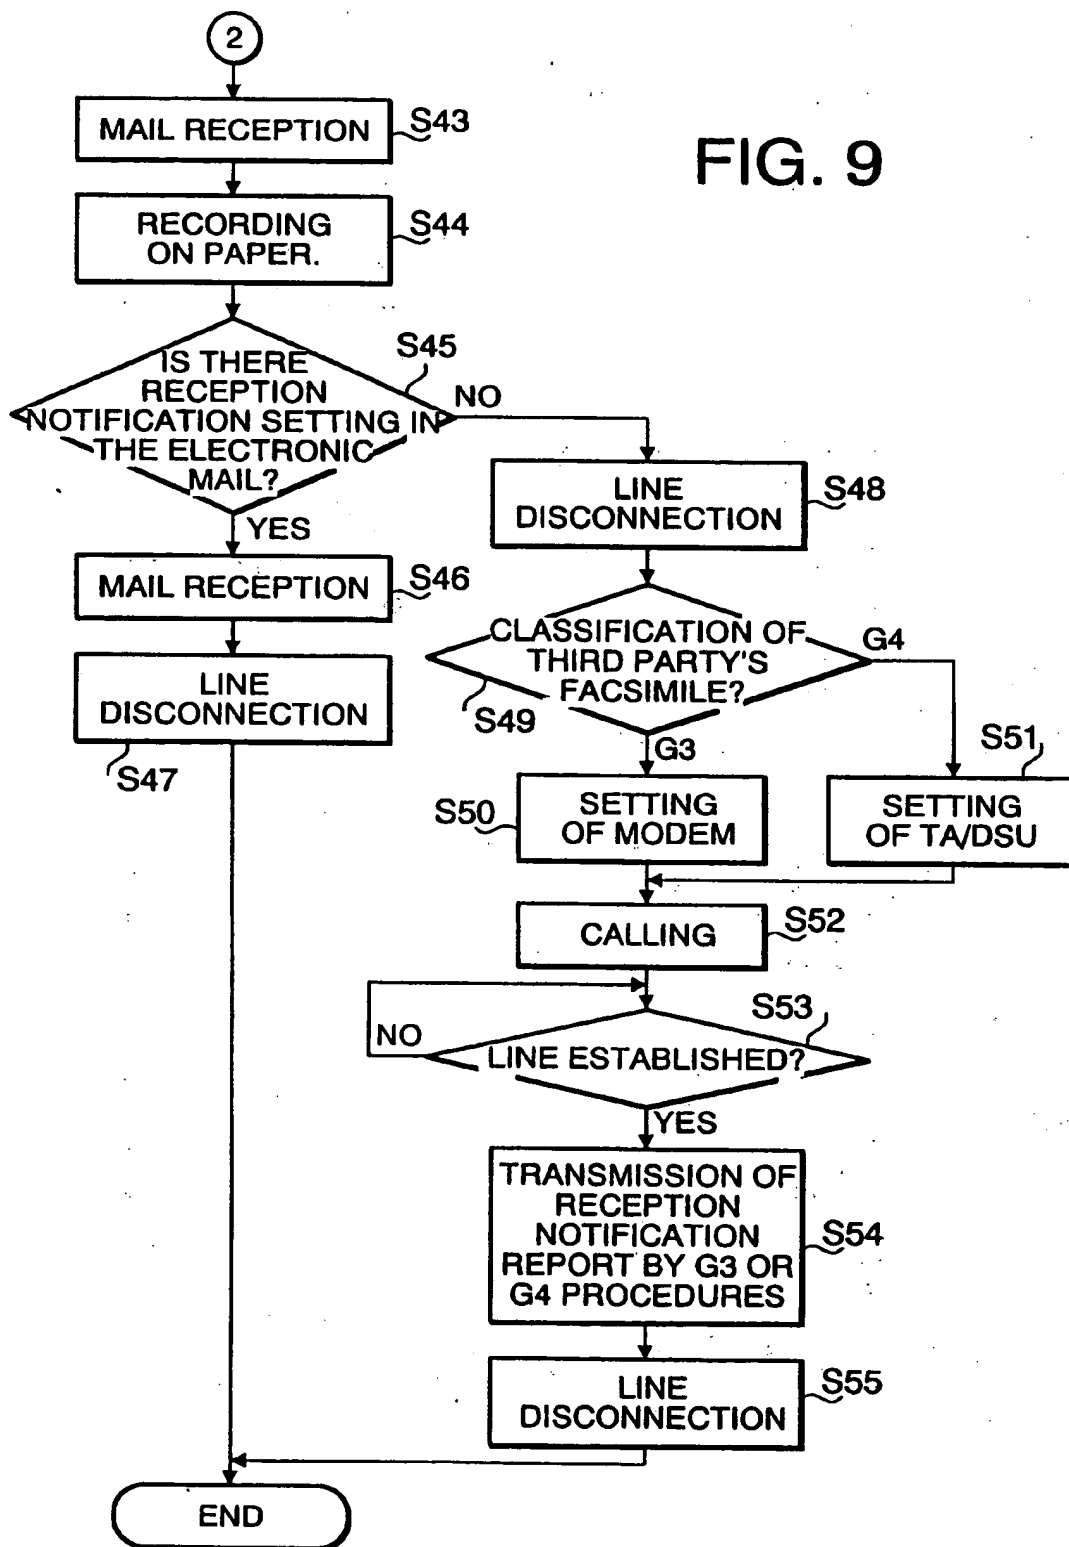 2
MAIL RECEPTION
S43
FIG. 9
RECORDING
ON PAPER.
S44
IS THERE
RECEPTION
NOTIFICATION SETTING IN
THE ELECTRONIC
MAIL?
S45
NO
YES
LINE
DISCONNECTION
S48
MAIL RECEPTION
S46
CLASSIFICATION OF
THIRD PARTY'S
FACSIMILE?
G4
S49
G3
LINE
DISCONNECTION
S47
SETTING
OF MODEM
S50
SETTING
OF TA/DSU
S51
CALLING
S52
LINE ESTABLISHED?
S53
NO
YES
TRANSMISSION OF
RECEPTION
NOTIFICATION
REPORT BY G3 OR
G4 PROCEDURES
S54
LINE
DISCONNECTION
S55
END